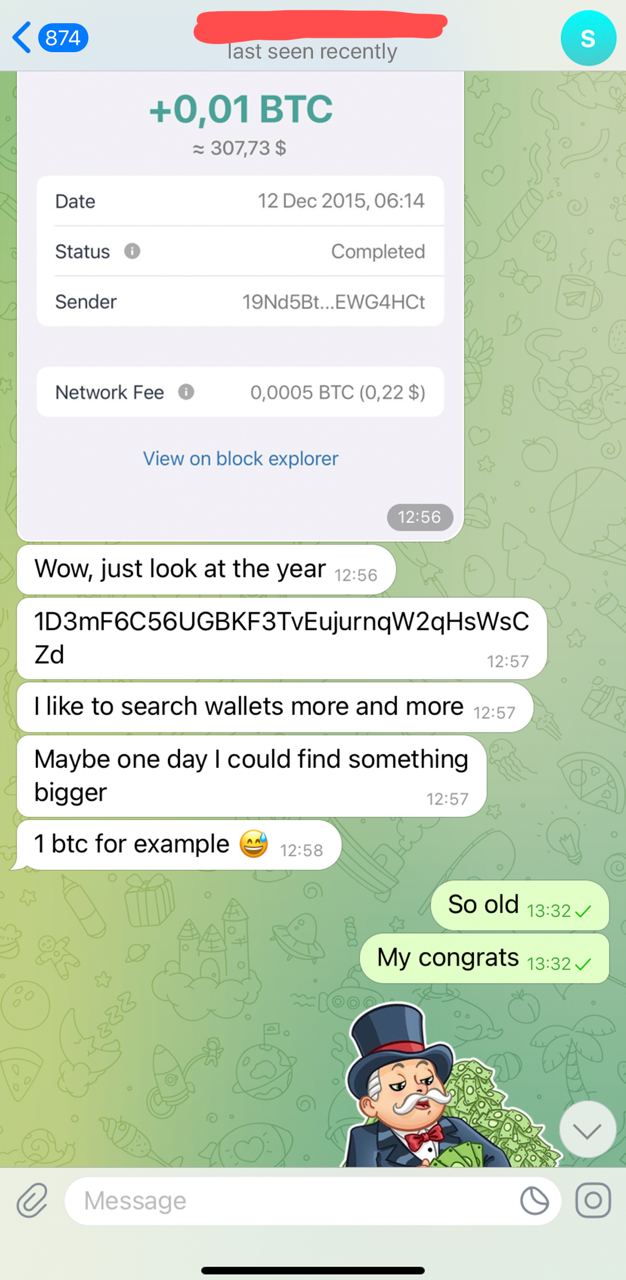 874
last seen recently
S
+0,01 BTC
≈ 307,73 $
Date 12 Dec 2015, 06:14
Status Completed
Sender 19Nd5Bt...EWG4HCt
Network Fee 0,0005 BTC (0,22 $)
View on block explorer
12:56
Wow, just look at the year 12:56
1D3mF6C56UGBKF3TvEujurnqW2qHsWsC
Zd 12:57
I like to search wallets more and more 12:57
Maybe one day I could find something
bigger 12:57
1 btc for example 😅 12:58
So old 13:32
My congrats 13:32
Message